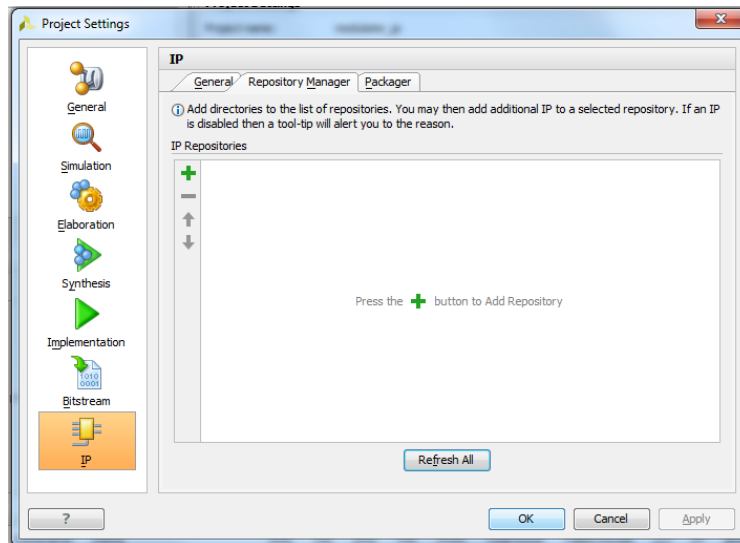 Project Settings
IP
General
Repository Manager
Packager
Add directories to the list of repositories. You may then add additional IP to a selected repository. If an IP
is disabled then a tool-tip will alert you to the reason.
IP Repositories
General
Simulation
Elaboration
Synthesis
Implementation
Bitstream
1010
0001
IP
Press the + button to Add Repository
Refresh All
?
OK
Cancel
Apply